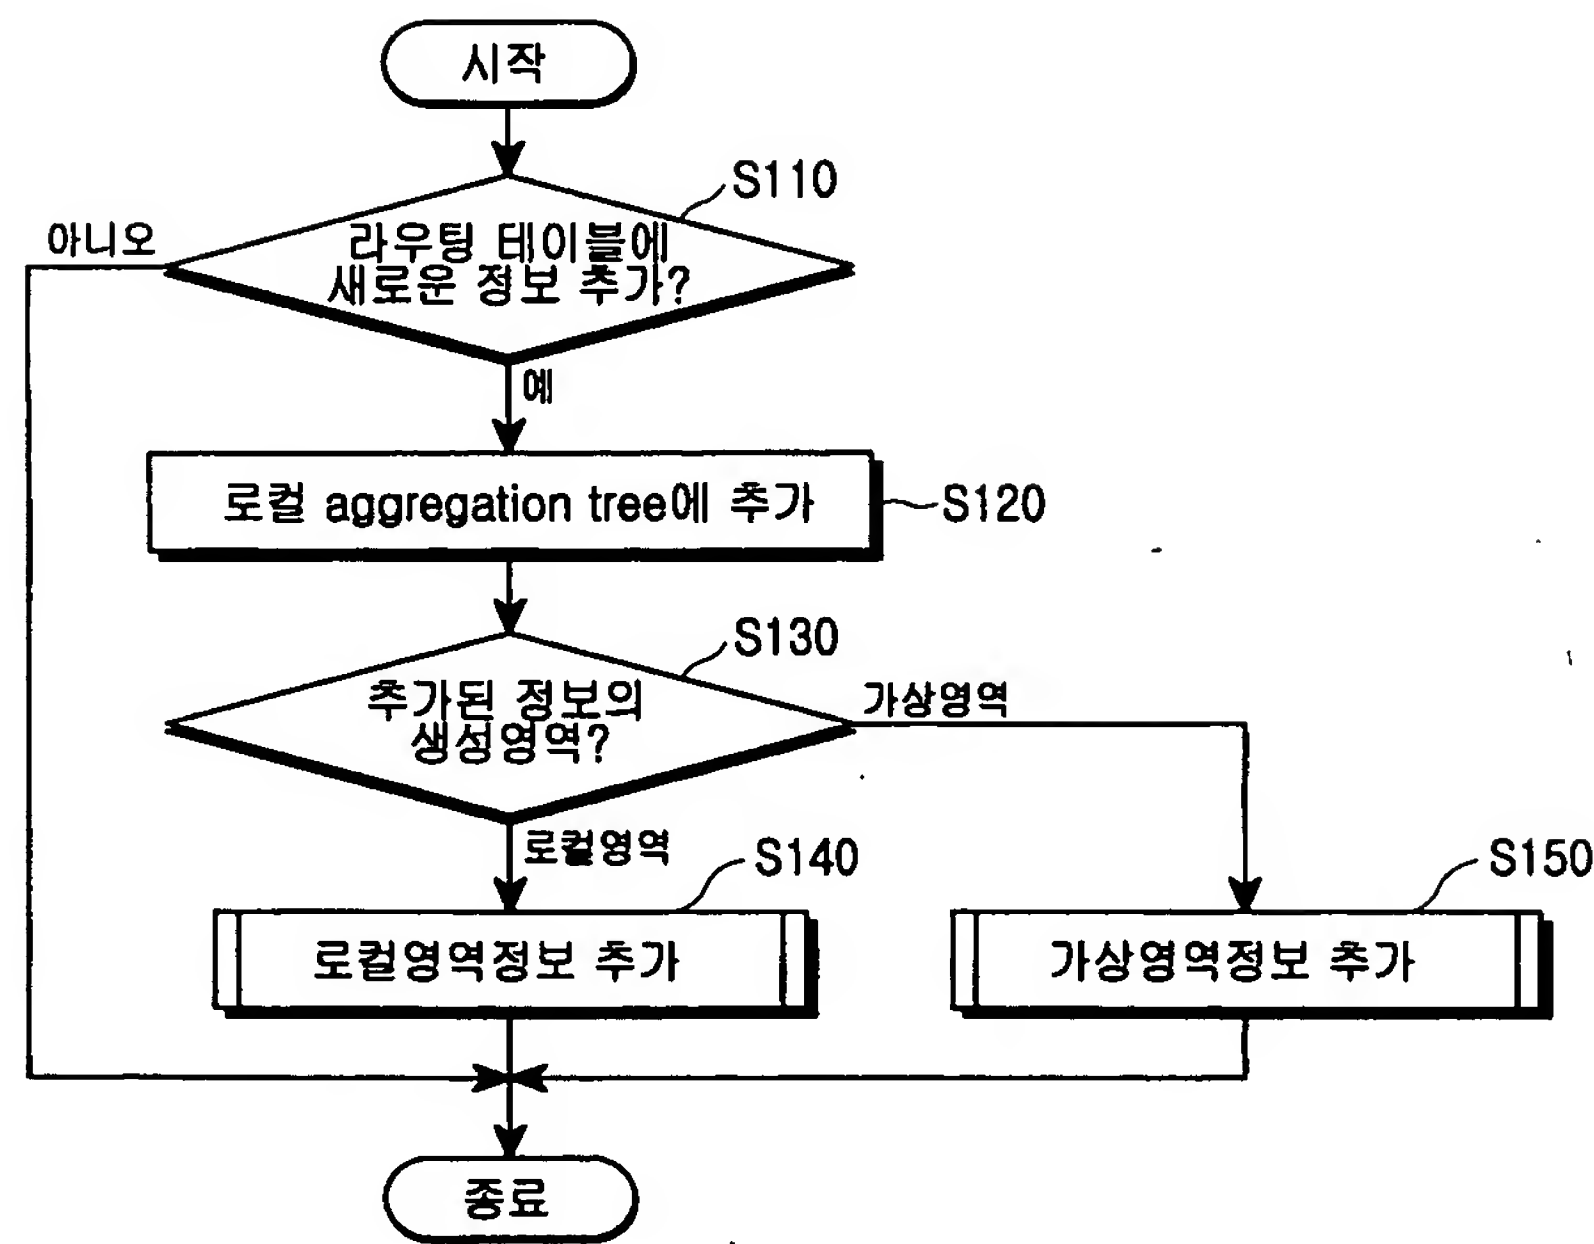 시작
S110
아니오
라우팅 테이블에
새로운 정보 추가?
예
로컬 aggregation tree에 추가
S120
S130
추가된 정보의
생성영역?
가상영역
로컬영역
S140
S150
로컬영역정보 추가
가상영역정보 추가
종료